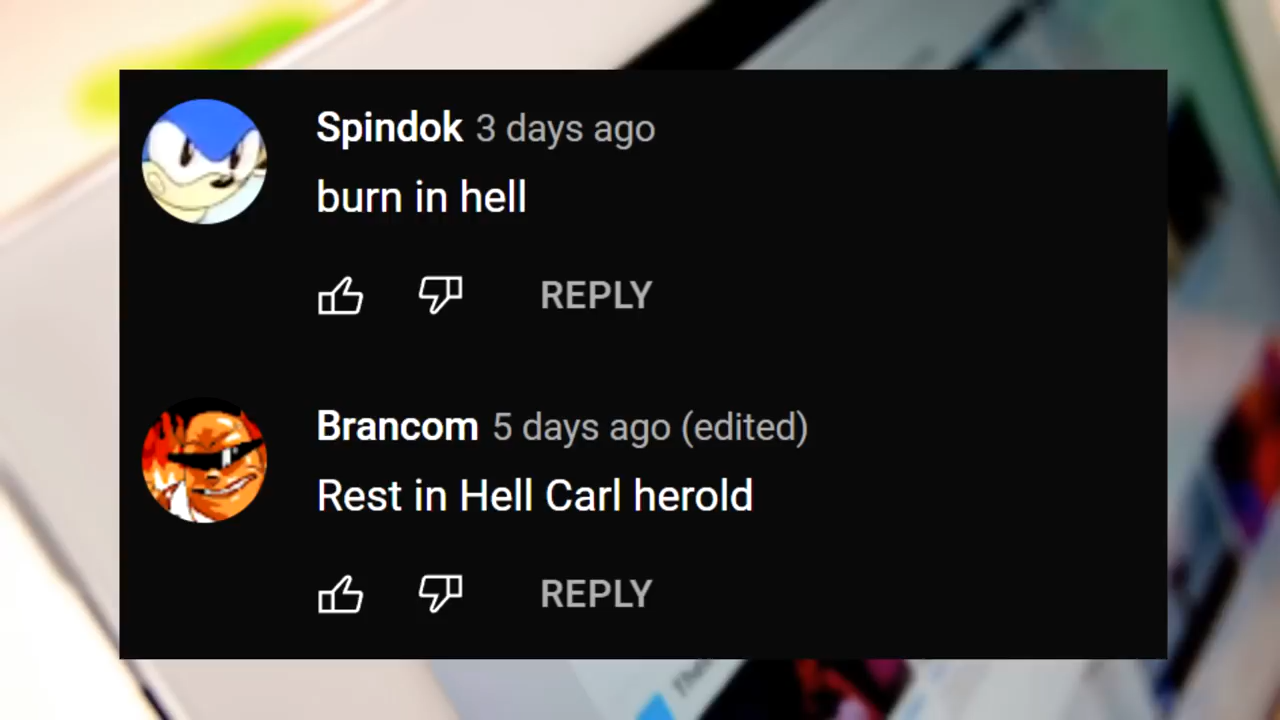 Spindok 3 days ago
burn in hell
REPLY
Brancom 5 days ago (edited)
Rest in Hell Carl herold
REPLY